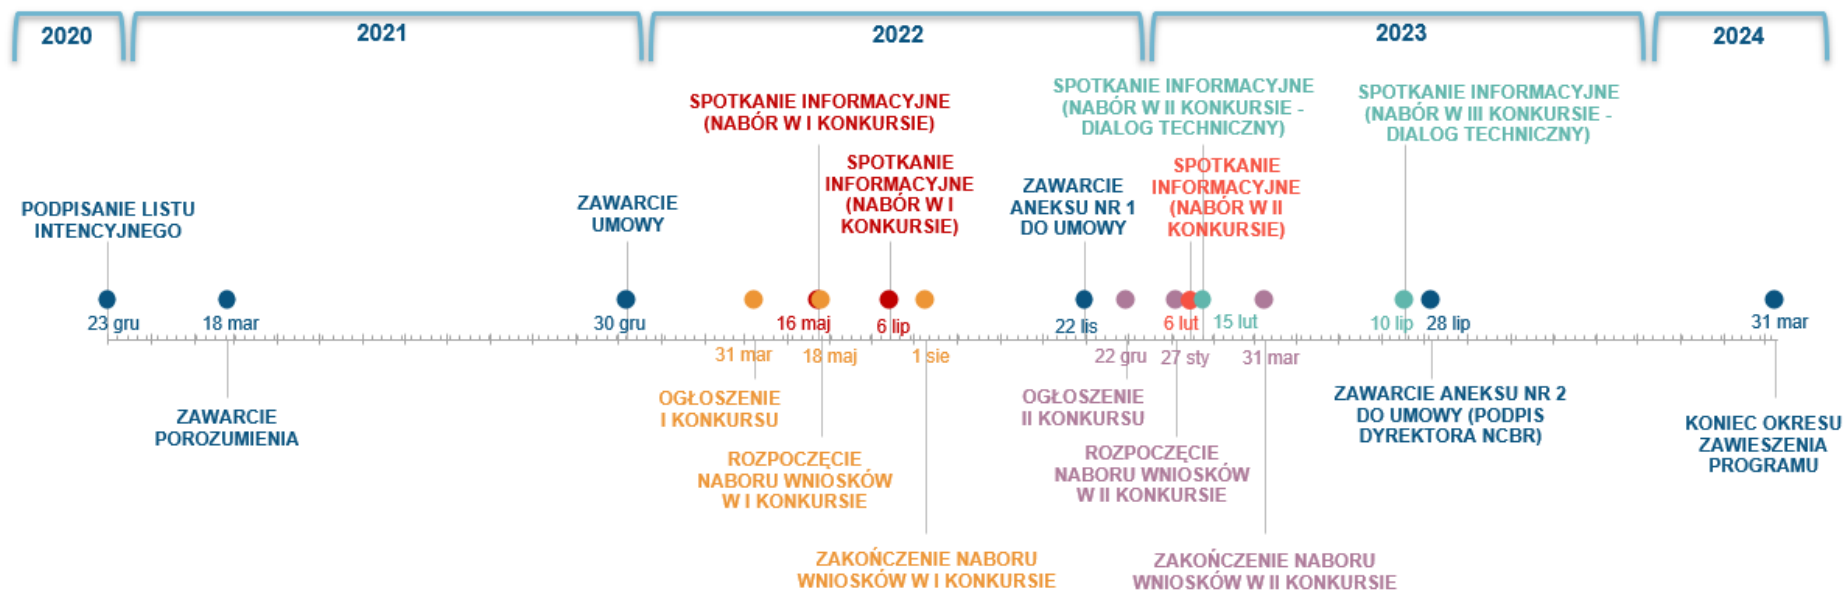 2020
2021
2022
2023
2024
SPOTKANIE INFORMACYJNE
(NABÓR W I KONKURSIE)
SPOTKANIE INFORMACYJNE
(NABÓR W II KONKURSIE -
DIALOG TECHNICZNY)
SPOTKANIE INFORMACYJNE
(NABÓR W III KONKURSIE -
DIALOG TECHNICZNY)
PODPISANIE LISTU
INTENCYJNEGO
ZAWARCIE
UMOWY
SPOTKANIE
INFORMACYJNE
(NABÓR W I
KONKURSIE)
ZAWARCIE
ANEKSU NR 1
DO UMOWY
SPOTKANIE
INFORMACYJNE
(NABÓR W II
KONKURSIE)
23 gru
18 mar
30 gru
16 maj
6 lip
22 lis
6 lut
15 lut
10 lip
28 lip
31 mar
31 mar
18 maj
1 sie
22 gru
27 sty
31 mar
ZAWARCIE
POROZUMIENIA
OGŁOSZENIE
I KONKURSU
ROZPOCZĘCIE
NABORU WNIOSKÓW
W I KONKURSIE
ZAKOŃCZENIE NABORU
WNIOSKÓW W I KONKURSIE
OGŁOSZENIE
II KONKURSU
ROZPOCZĘCIE
NABORU WNIOSKÓW
W II KONKURSIE
ZAKOŃCZENIE NABORU
WNIOSKÓW W II KONKURSIE
ZAWARCIE ANEKSU NR 2
DO UMOWY (PODPIS
DYREKTORA NCBR)
KONIEC OKRESU
ZAWIESZENIA
PROGRAMU